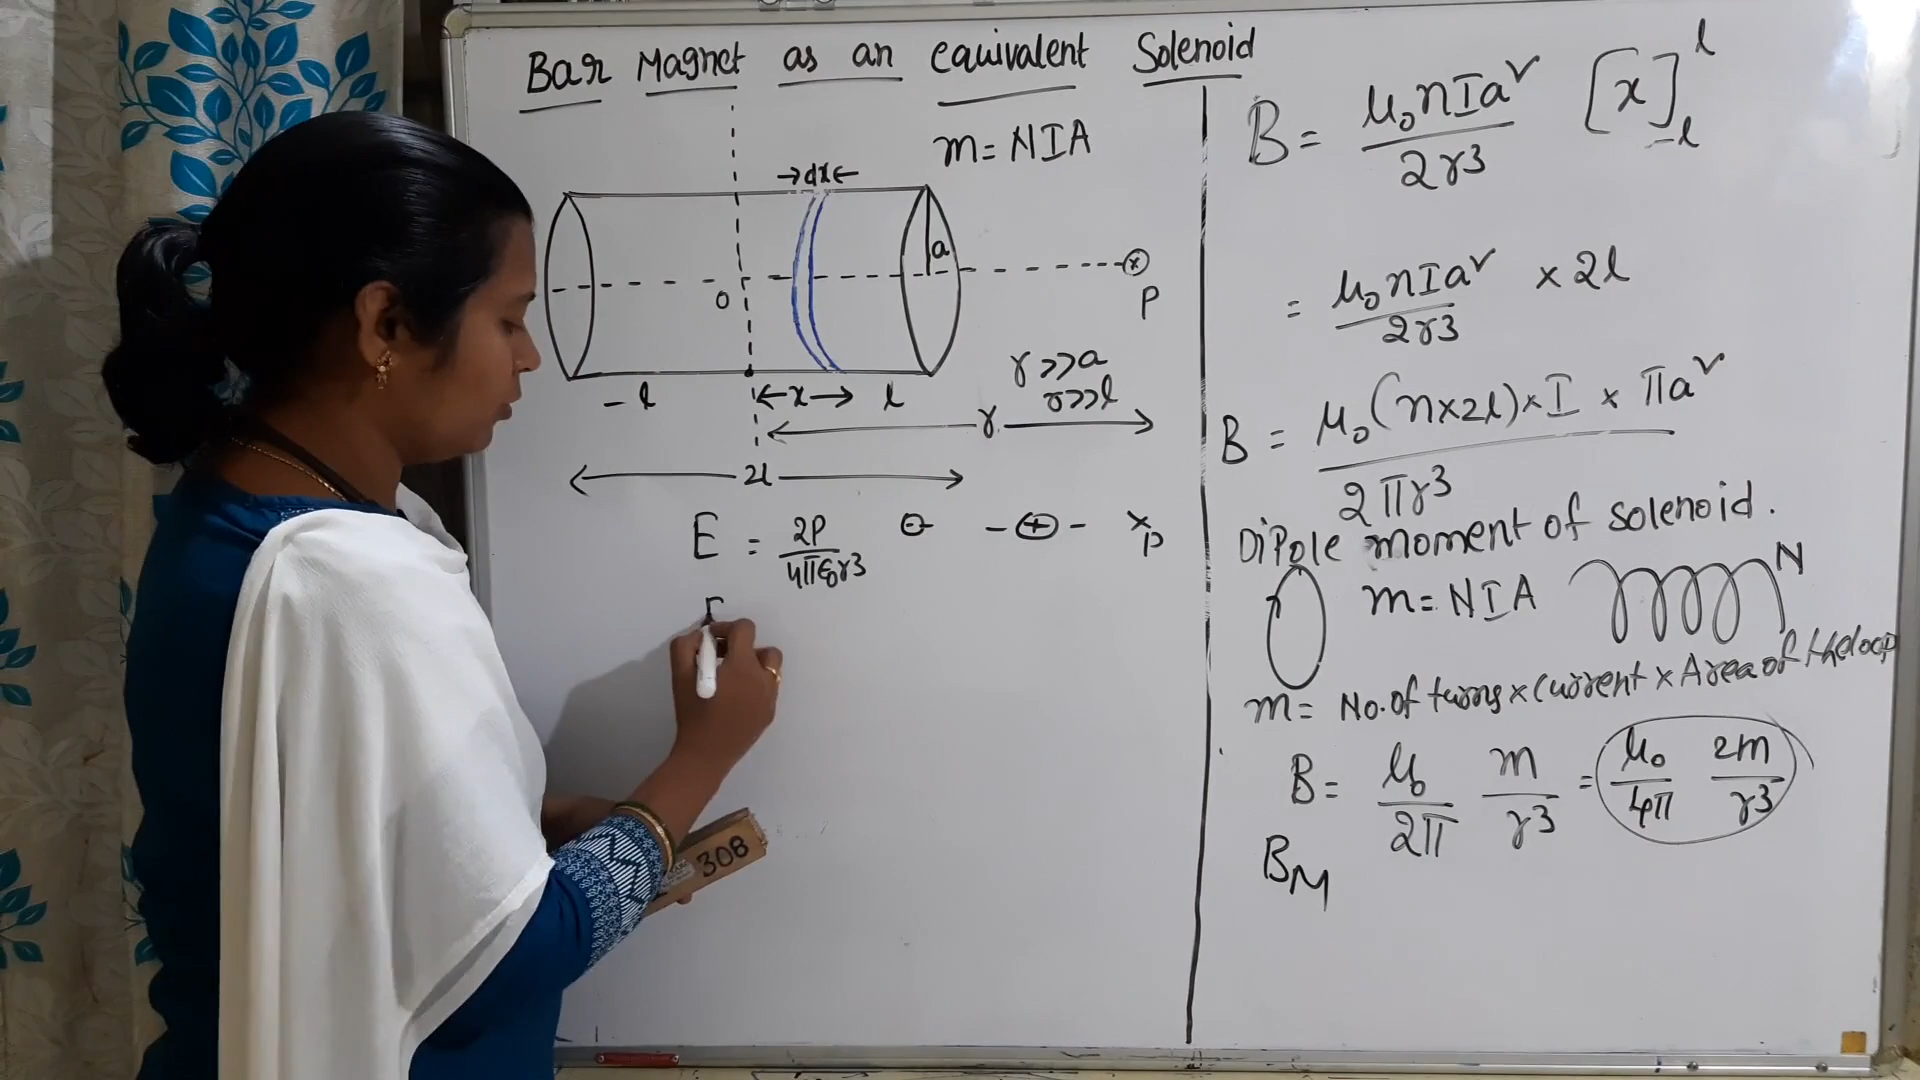 Bar Magnet as an equivalent Solenoid
m = NIA
→dx←
a
O
P
r >> a
r >> l
- l
←x→
l
r
2l
E = 2P / 4πε₀r³
⊖ - ⊕ - × P
B = μ₀nIa² / 2r³ [x]ˡ₋ₗ
= μ₀nIa² / 2r³ × 2l
B = μ₀(n×2l)×I × πa² / 2πr³
Dipole moment of solenoid.
m = NIA
N
m = No. of turns × Current × Area of the loop
B = μ₀/2π m/r³ = μ₀/4π 2m/r³
B_M
308